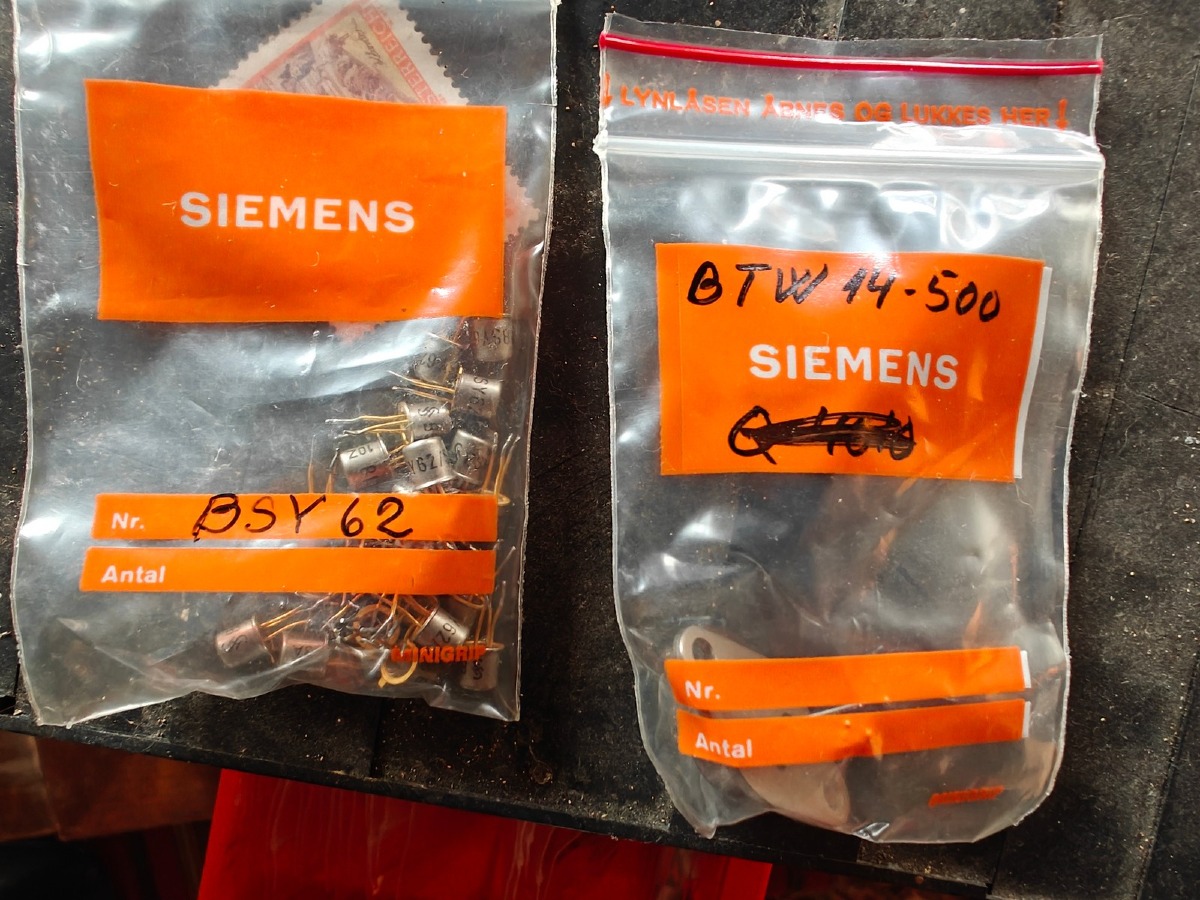 SIEMENS
Nr. BSY 62
Antal
MINIGRIP
LYNLÅSEN ÅBNES OG LUKKES HER
BTW 14-500
SIEMENS
Nr.
Antal